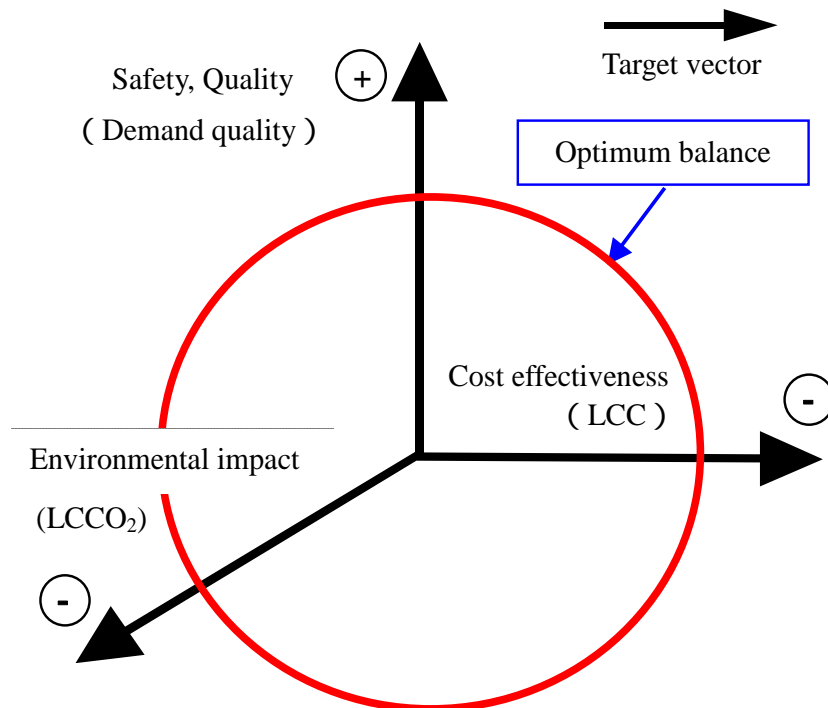 Safety, Quality
( Demand quality )
+
Target vector
Optimum balance
Cost effectiveness
( LCC )
-
Environmental impact
(LCCO₂)
-